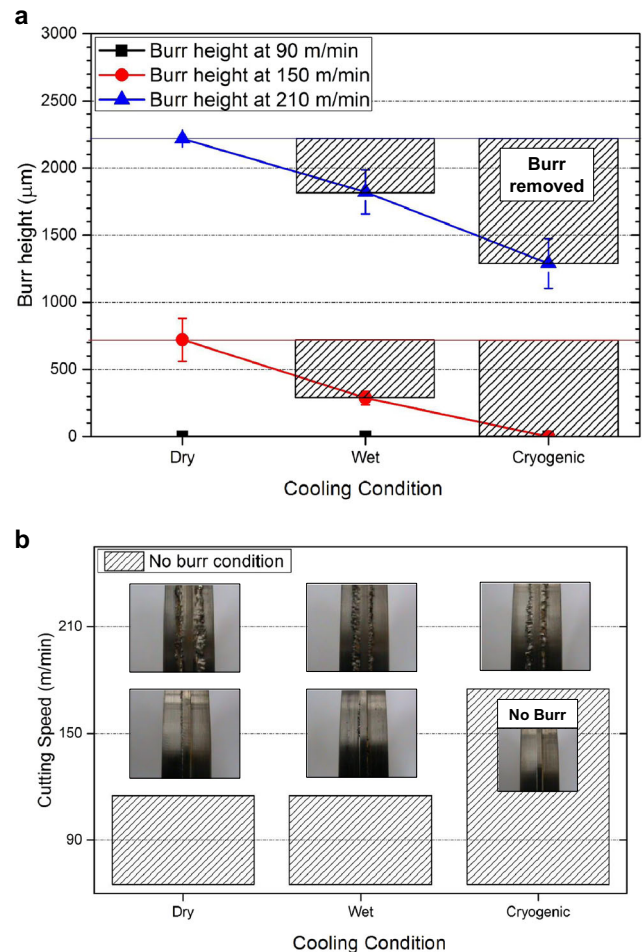 a
3000
2500
2000
1500
1000
500
0
Burr height (μm)
Burr height at 90 m/min
Burr height at 150 m/min
Burr height at 210 m/min
Burr
removed
Dry Wet Cryogenic
Cooling Condition
b
No burr condition
210
150
90
Cutting Speed (m/min)
No Burr
Dry Wet Cryogenic
Cooling Condition